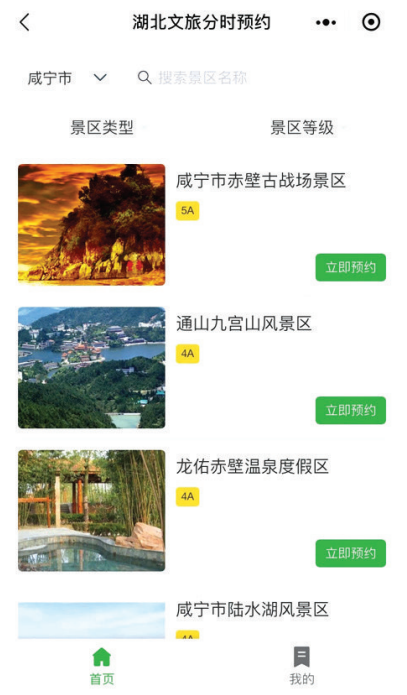 湖北文旅分时预约
咸宁市
搜索景区名称
景区类型
景区等级
咸宁市赤壁古战场景区
5A
立即预约
通山九宫山风景区
4A
立即预约
龙佑赤壁温泉度假区
4A
立即预约
咸宁市陆水湖风景区
4A
首页
我的